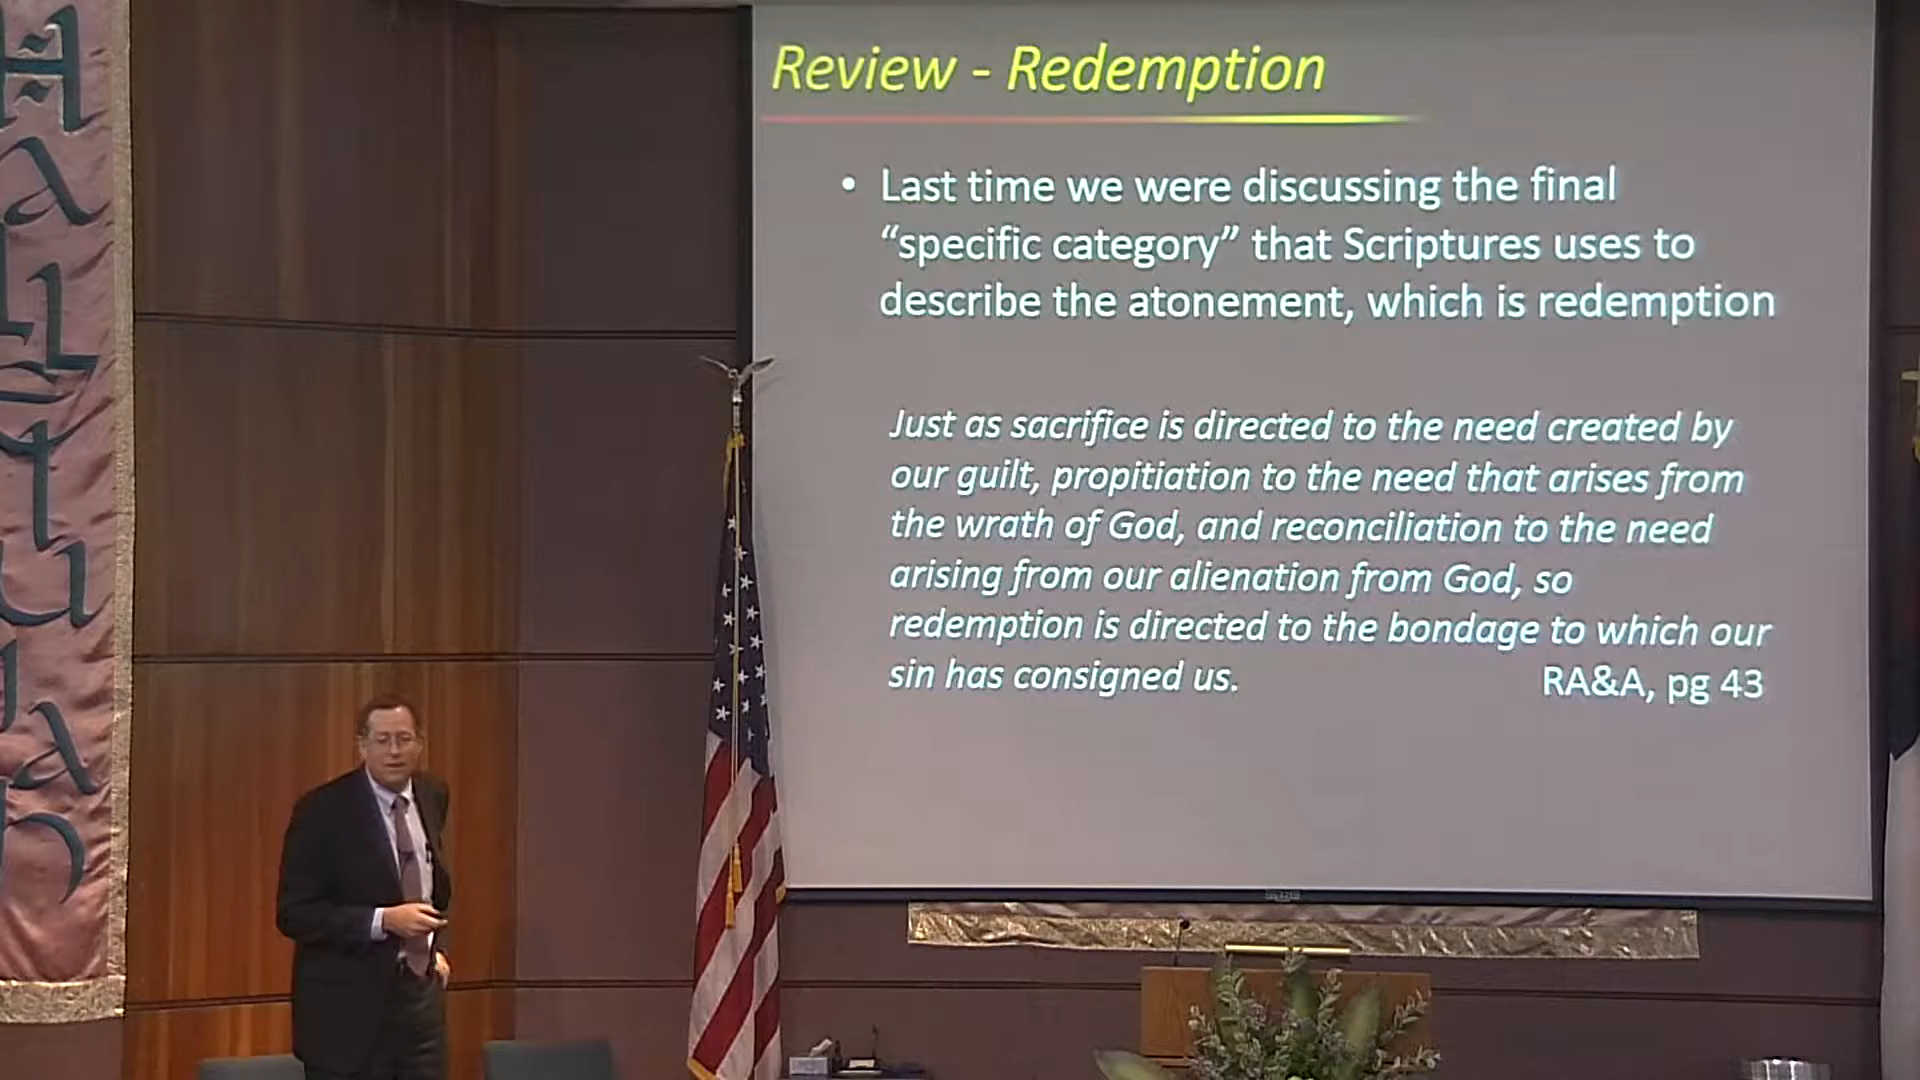 Hallelujah
Review - Redemption
• Last time we were discussing the final
“specific category” that Scriptures uses to
describe the atonement, which is redemption
Just as sacrifice is directed to the need created by
our guilt, propitiation to the need that arises from
the wrath of God, and reconciliation to the need
arising from our alienation from God, so
redemption is directed to the bondage to which our
sin has consigned us.
RA&A, pg 43